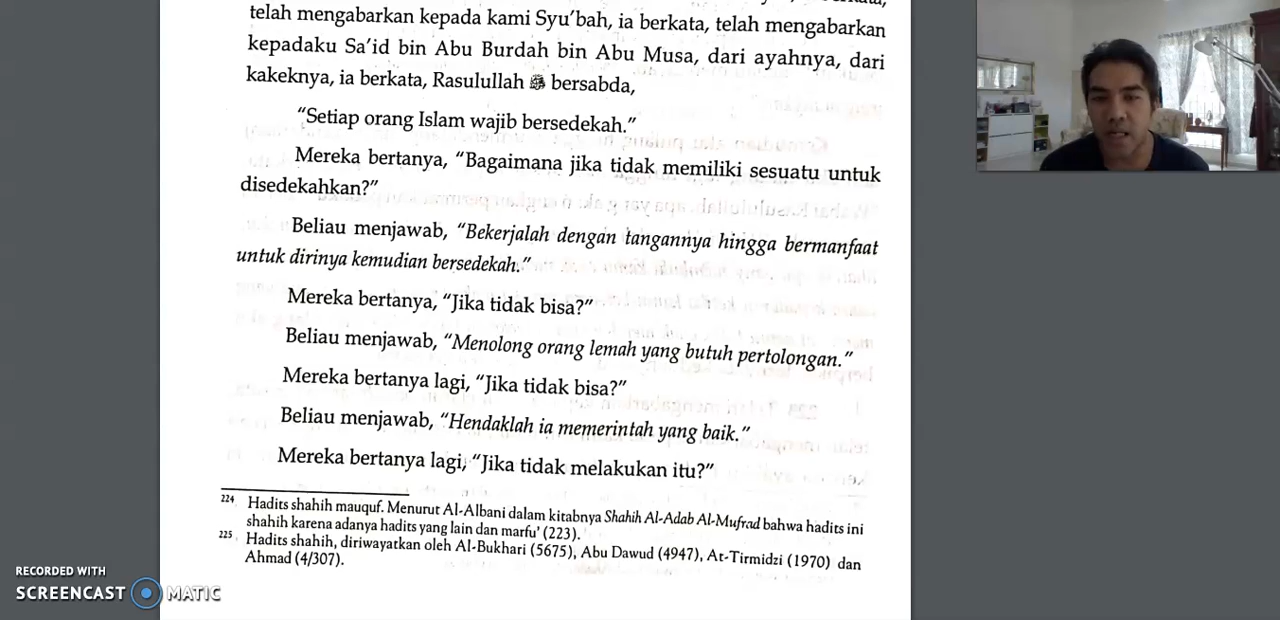 telah mengabarkan kepada kami Syu'bah, ia berkata, telah mengabarkan
kepadaku Sa'id bin Abu Burdah bin Abu Musa, dari ayahnya, dari
kakeknya, ia berkata, Rasulullah ﷺ bersabda,
“Setiap orang Islam wajib bersedekah.”
Mereka bertanya, “Bagaimana jika tidak memiliki sesuatu untuk
disedekahkan?”
Beliau menjawab, “Bekerjalah dengan tangannya hingga bermanfaat
untuk dirinya kemudian bersedekah.”
Mereka bertanya, “Jika tidak bisa?”
Beliau menjawab, “Menolong orang lemah yang butuh pertolongan.”
Mereka bertanya lagi, “Jika tidak bisa?”
Beliau menjawab, “Hendaklah ia memerintah yang baik.”
Mereka bertanya lagi, “Jika tidak melakukan itu?”
224 Hadits shahih mauquf. Menurut Al-Albani dalam kitabnya Shahih Al-Adab Al-Mufrad bahwa hadits ini
shahih karena adanya hadits yang lain dan marfu' (223).
225 Hadits shahih, diriwayatkan oleh Al-Bukhari (5675), Abu Dawud (4947), At-Tirmidzi (1970) dan
Ahmad (4/307).
RECORDED WITH
SCREENCAST MATIC